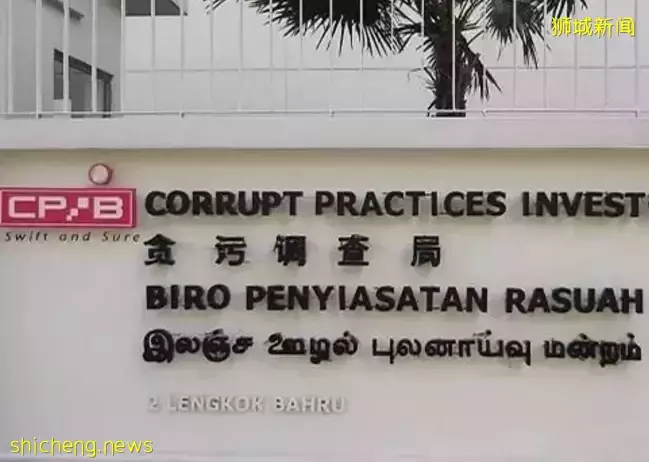 狮城新闻
CPIB
Swift and Sure
CORRUPT PRACTICES INVEST
贪污调查局
BIRO PENYIASATAN RASUAH
இலஞ்ச ஊழல் புலனாய்வு மன்றம்
2 LENGKOK BAHRU
shicheng.news